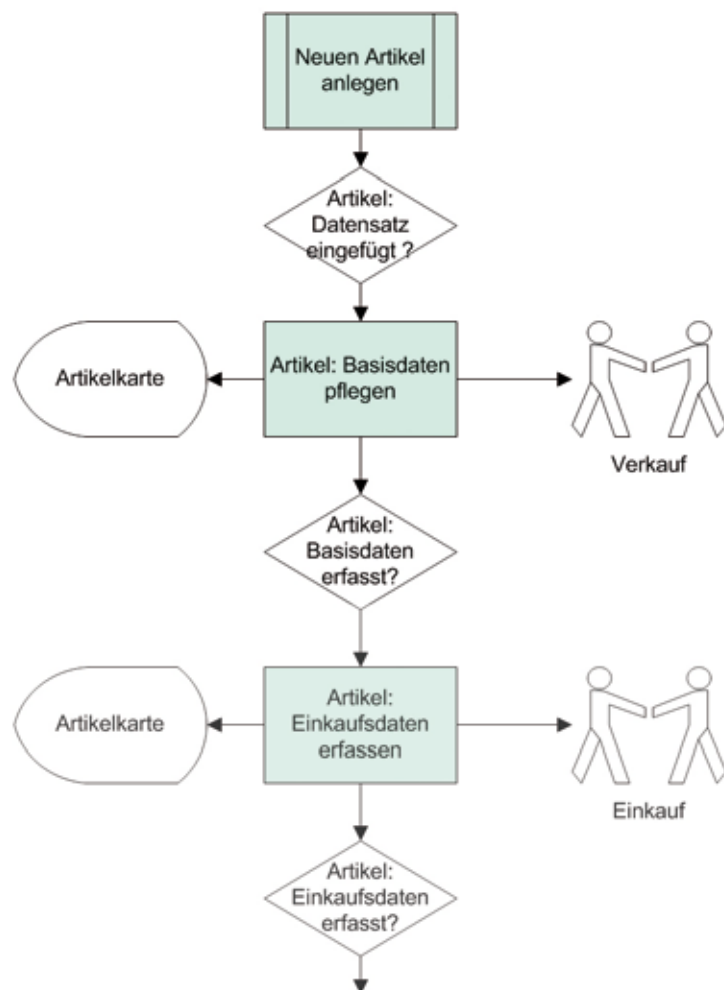 Neuen Artikel
anlegen
Artikel:
Datensatz
eingefügt ?
Artikelkarte
Artikel: Basisdaten
pflegen
Verkauf
Artikel:
Basisdaten
erfasst?
Artikelkarte
Artikel:
Einkaufsdaten
erfassen
Einkauf
Artikel:
Einkaufsdaten
erfasst?